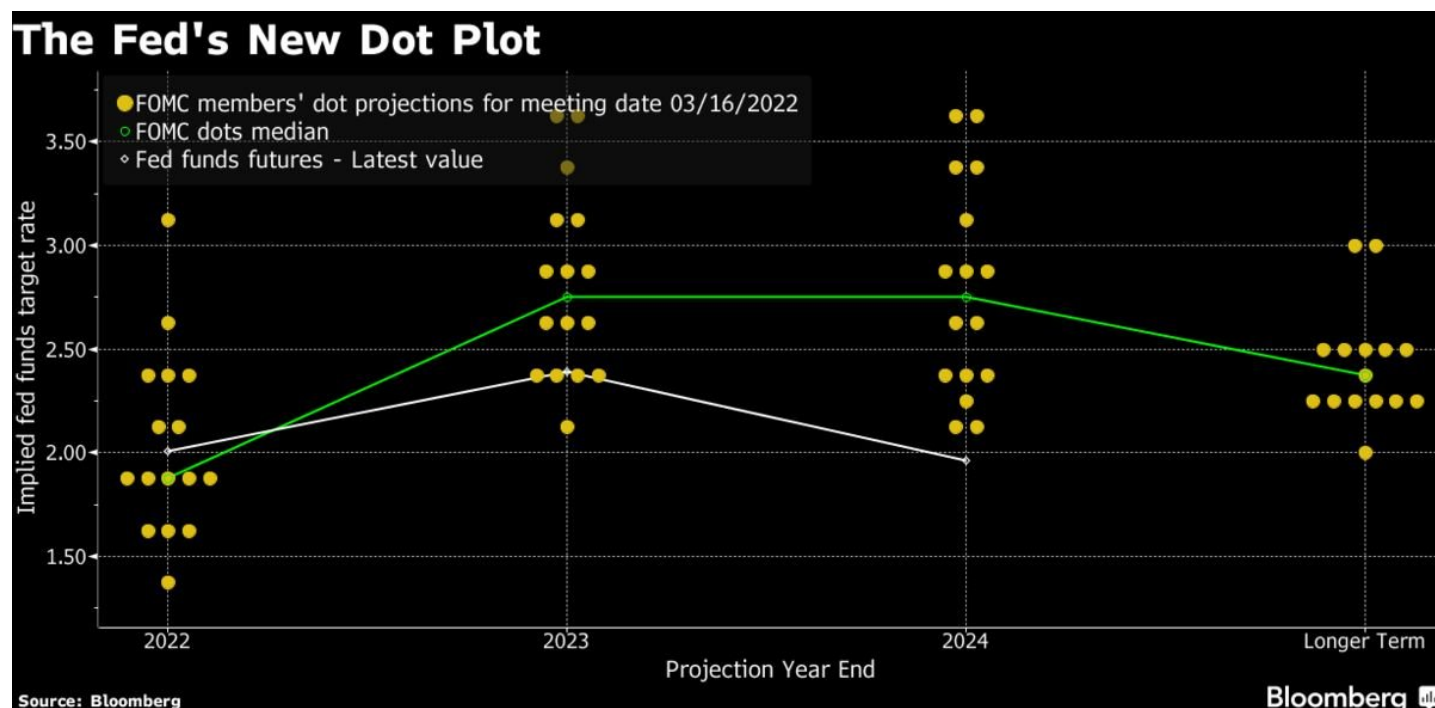 The Fed's New Dot Plot
FOMC members' dot projections for meeting date 03/16/2022
FOMC dots median
Fed funds futures - Latest value
Implied fed funds target rate
3.50
3.00
2.50
2.00
1.50
2022 2023 2024 Longer Term
Projection Year End
Source: Bloomberg
Bloomberg